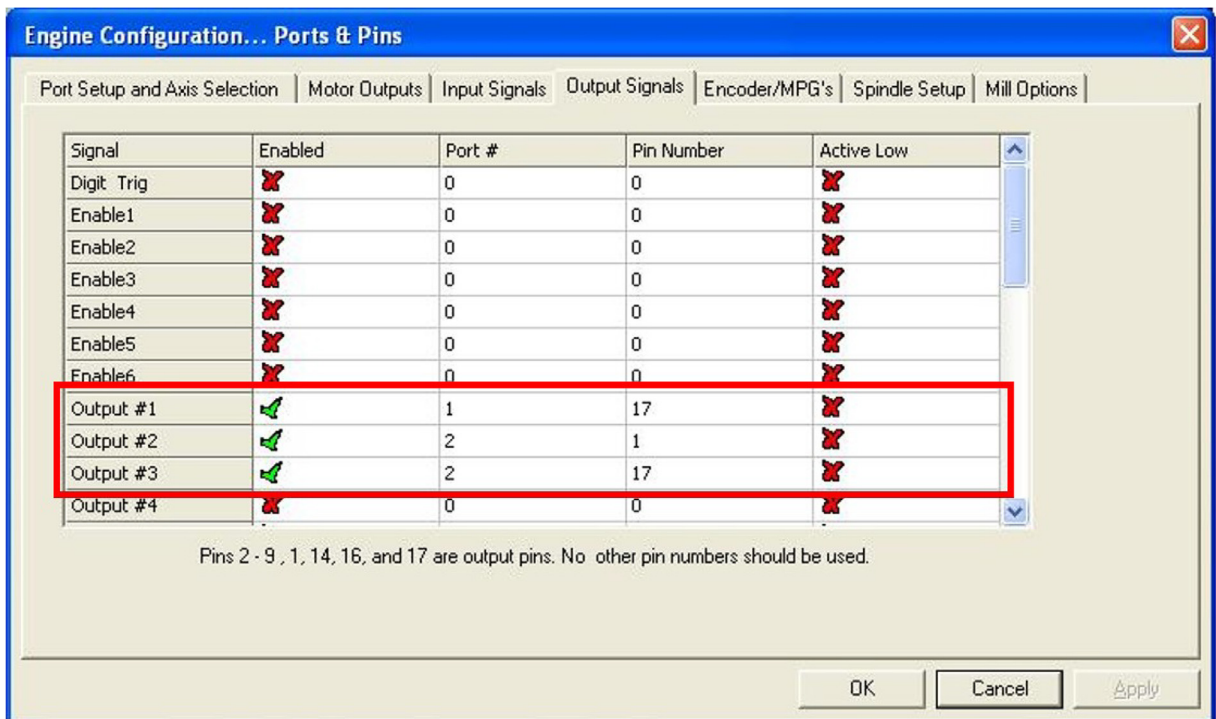 Engine Configuration... Ports & Pins
Port Setup and Axis Selection Motor Outputs Input Signals Output Signals Encoder/MPG's Spindle Setup Mill Options
Signal Enabled Port # Pin Number Active Low
Digit Trig 0 0
Enable1 0 0
Enable2 0 0
Enable3 0 0
Enable4 0 0
Enable5 0 0
Enable6 0 0
Output #1 1 17
Output #2 2 1
Output #3 2 17
Output #4 0 0
Pins 2 - 9 , 1, 14, 16, and 17 are output pins. No other pin numbers should be used.
OK Cancel Apply